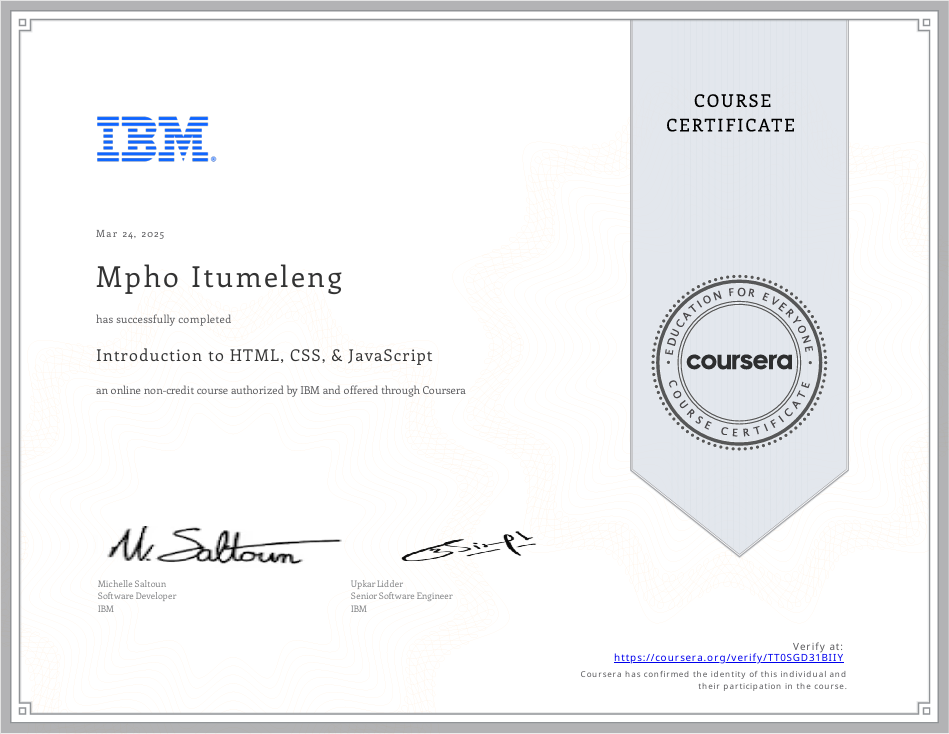 COURSE
CERTIFICATE
IBM®
Mar 24, 2025
Mpho Itumeleng
has successfully completed
Introduction to HTML, CSS, & JavaScript
an online non-credit course authorized by IBM and offered through Coursera
EDUCATION FOR EVERYONE
coursera
COURSE CERTIFICATE
M. Saltoun
Michelle Saltoun
Software Developer
IBM
Upkar Lidder
Senior Software Engineer
IBM
Verify at:
https://coursera.org/verify/TT0SGD31BIIY
Coursera has confirmed the identity of this individual and
their participation in the course.